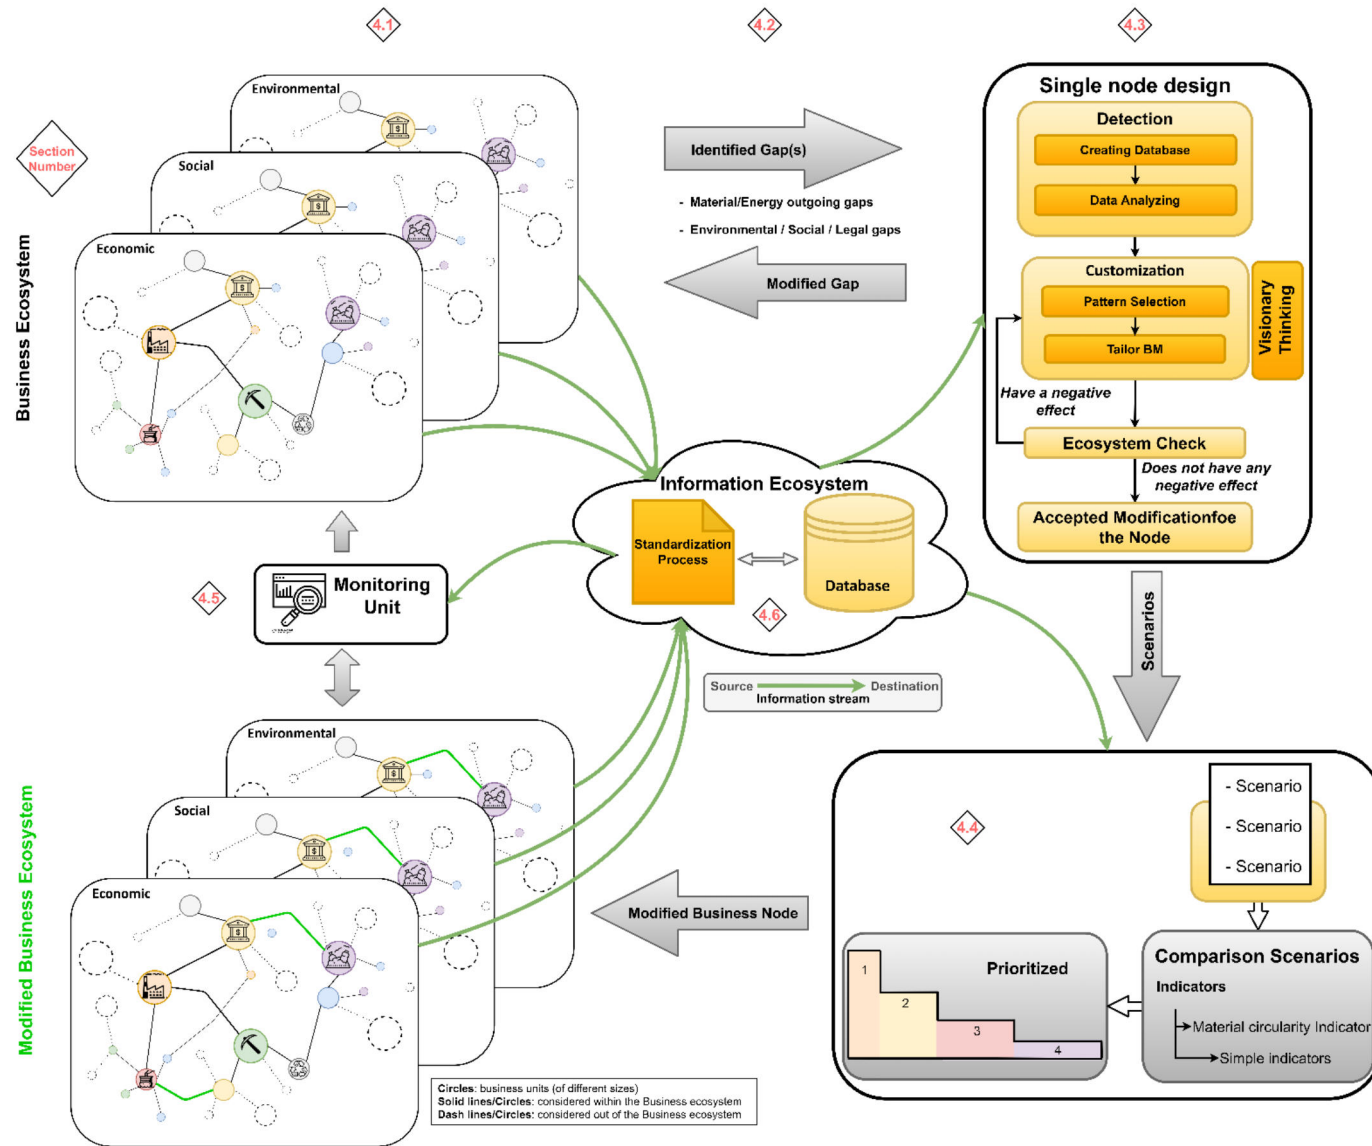 4.1
4.2
4.3
Section
Number
Business Ecosystem
Environmental
$
Social
$
Economic
$
Identified Gap(s)
- Material/Energy outgoing gaps
- Environmental / Social / Legal gaps
Modified Gap
Single node design
Detection
Creating Database
Data Analyzing
Customization
Pattern Selection
Tailor BM
Visionary
Thinking
Have a negative
effect
Ecosystem Check
Does not have any
negative effect
Accepted Modificationfoe
the Node
Information Ecosystem
Standardization
Process
Database
4.6
4.5
Monitoring
Unit
Source
Destination
Information stream
Scenarios
Modified Business Ecosystem
Environmental
$
Social
$
Economic
$
Modified Business Node
4.4
- Scenario
- Scenario
- Scenario
Comparison Scenarios
Indicators
Material circularity Indicator
Simple indicators
Prioritized
1
2
3
4
Circles: business units (of different sizes)
Solid lines/Circles: considered within the Business ecosystem
Dash lines/Circles: considered out of the Business ecosystem